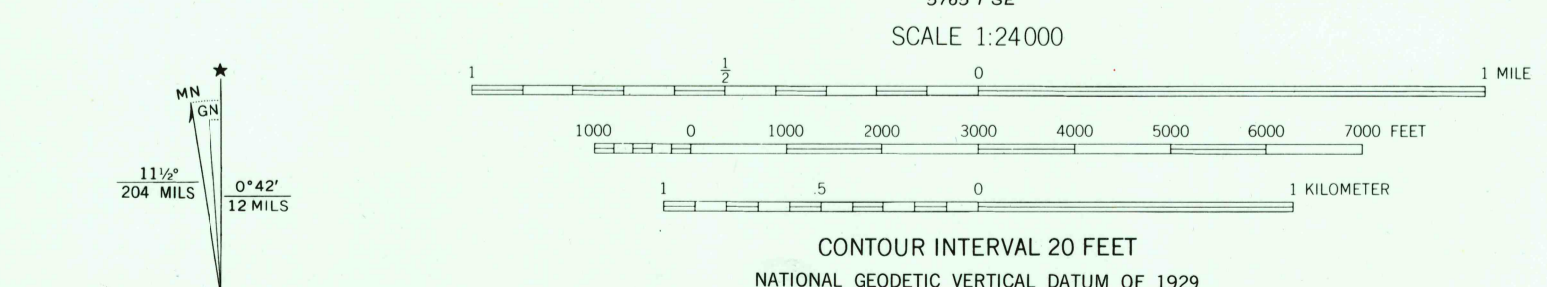 SCALE 1:24000
1 ½ 0 1 MILE
1000 0 1000 2000 3000 4000 5000 6000 7000 FEET
1 .5 0 1 KILOMETER
CONTOUR INTERVAL 20 FEET
NATIONAL GEODETIC VERTICAL DATUM OF 1929
MN
GN
11½°
204 MILS
0°42′
12 MILS